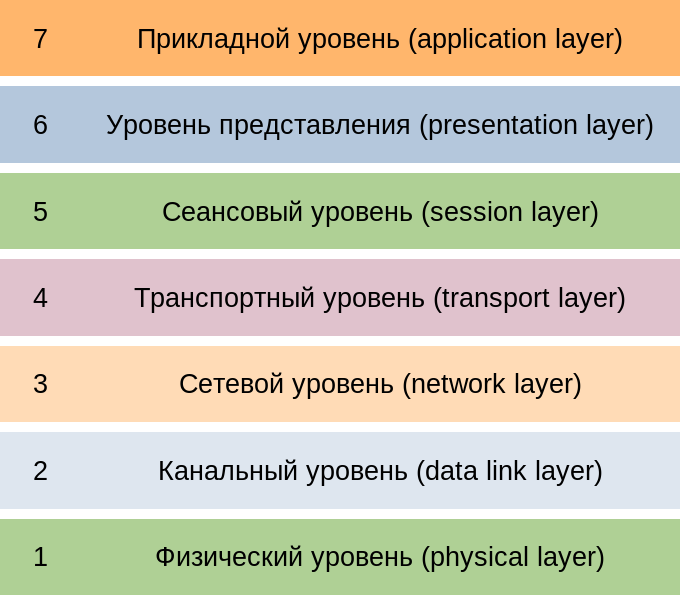 7 Прикладной уровень (application layer)
6 Уровень представления (presentation layer)
5 Сеансовый уровень (session layer)
4 Транспортный уровень (transport layer)
3 Сетевой уровень (network layer)
2 Канальный уровень (data link layer)
1 Физический уровень (physical layer)